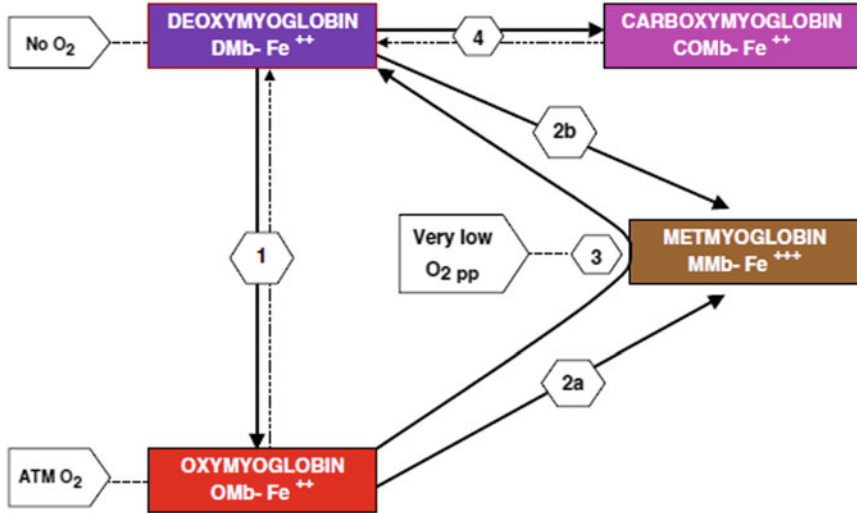 DEOXYMYOGLOBIN
DMb- Fe ++
CARBOXYMYOGLOBIN
COMb- Fe ++
No O2
4
2b
1
Very low
O2 pp
3
METMYOGLOBIN
MMb- Fe +++
2a
ATM O2
OXYMYOGLOBIN
OMb- Fe ++